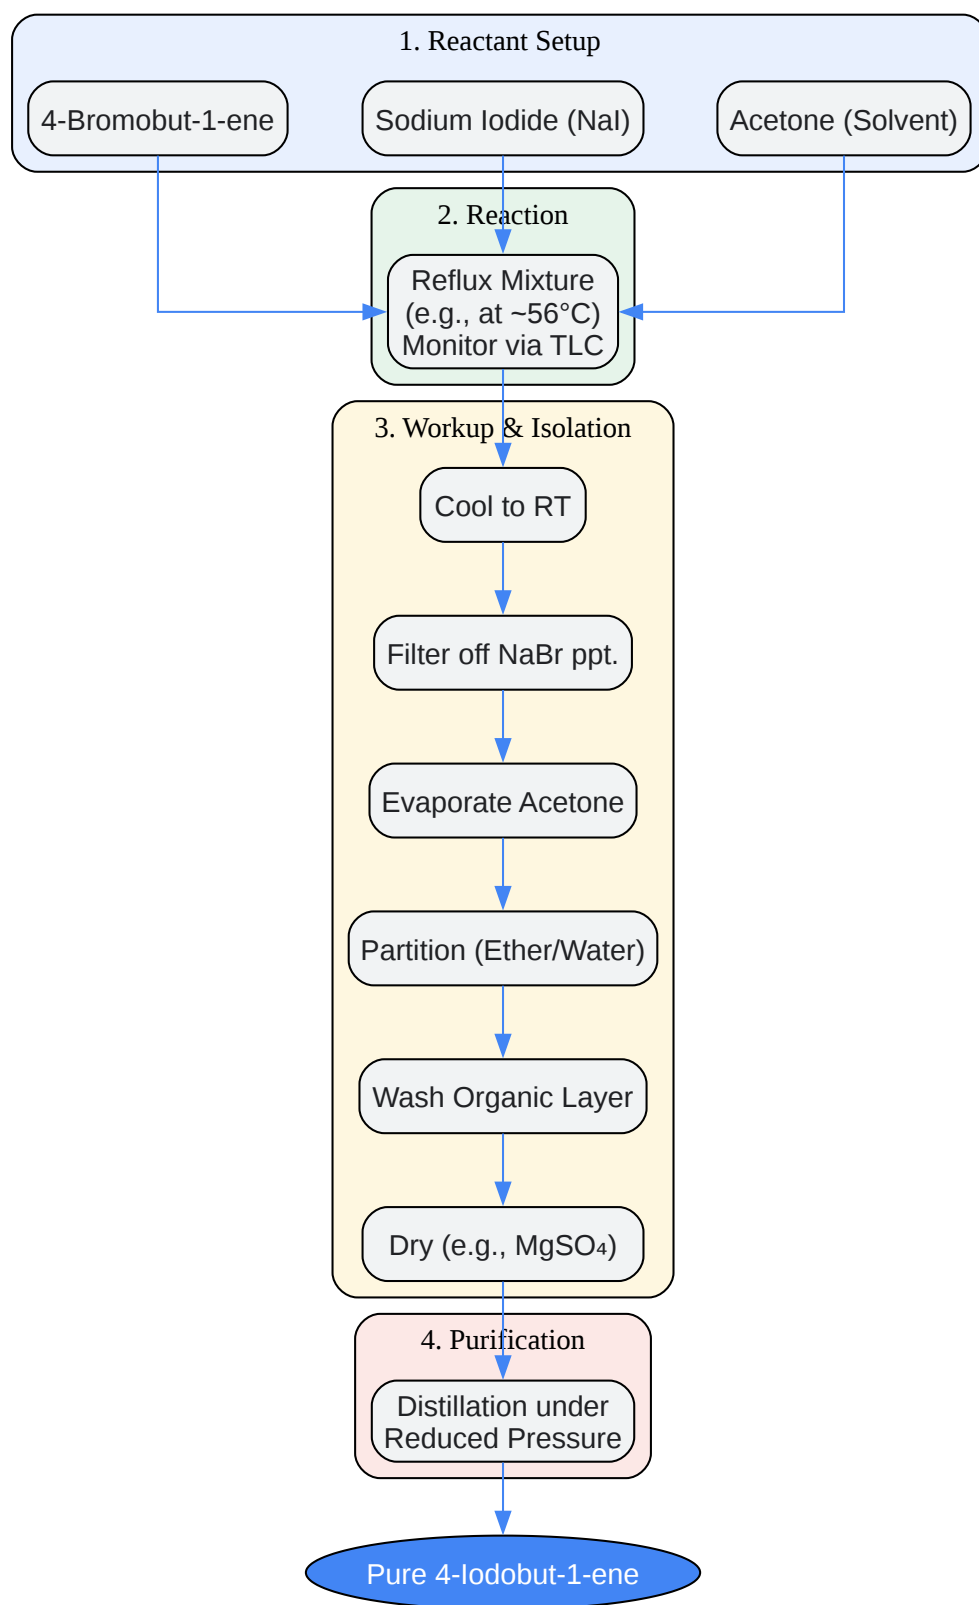 1. Reactant Setup
4-Bromobut-1-ene
Sodium Iodide (NaI)
Acetone (Solvent)
2. Reaction
Reflux Mixture
(e.g., at ~56°C)
Monitor via TLC
3. Workup & Isolation
Cool to RT
Filter off NaBr ppt.
Evaporate Acetone
Partition (Ether/Water)
Wash Organic Layer
Dry (e.g., MgSO₄)
4. Purification
Distillation under
Reduced Pressure
Pure 4-Iodobut-1-ene